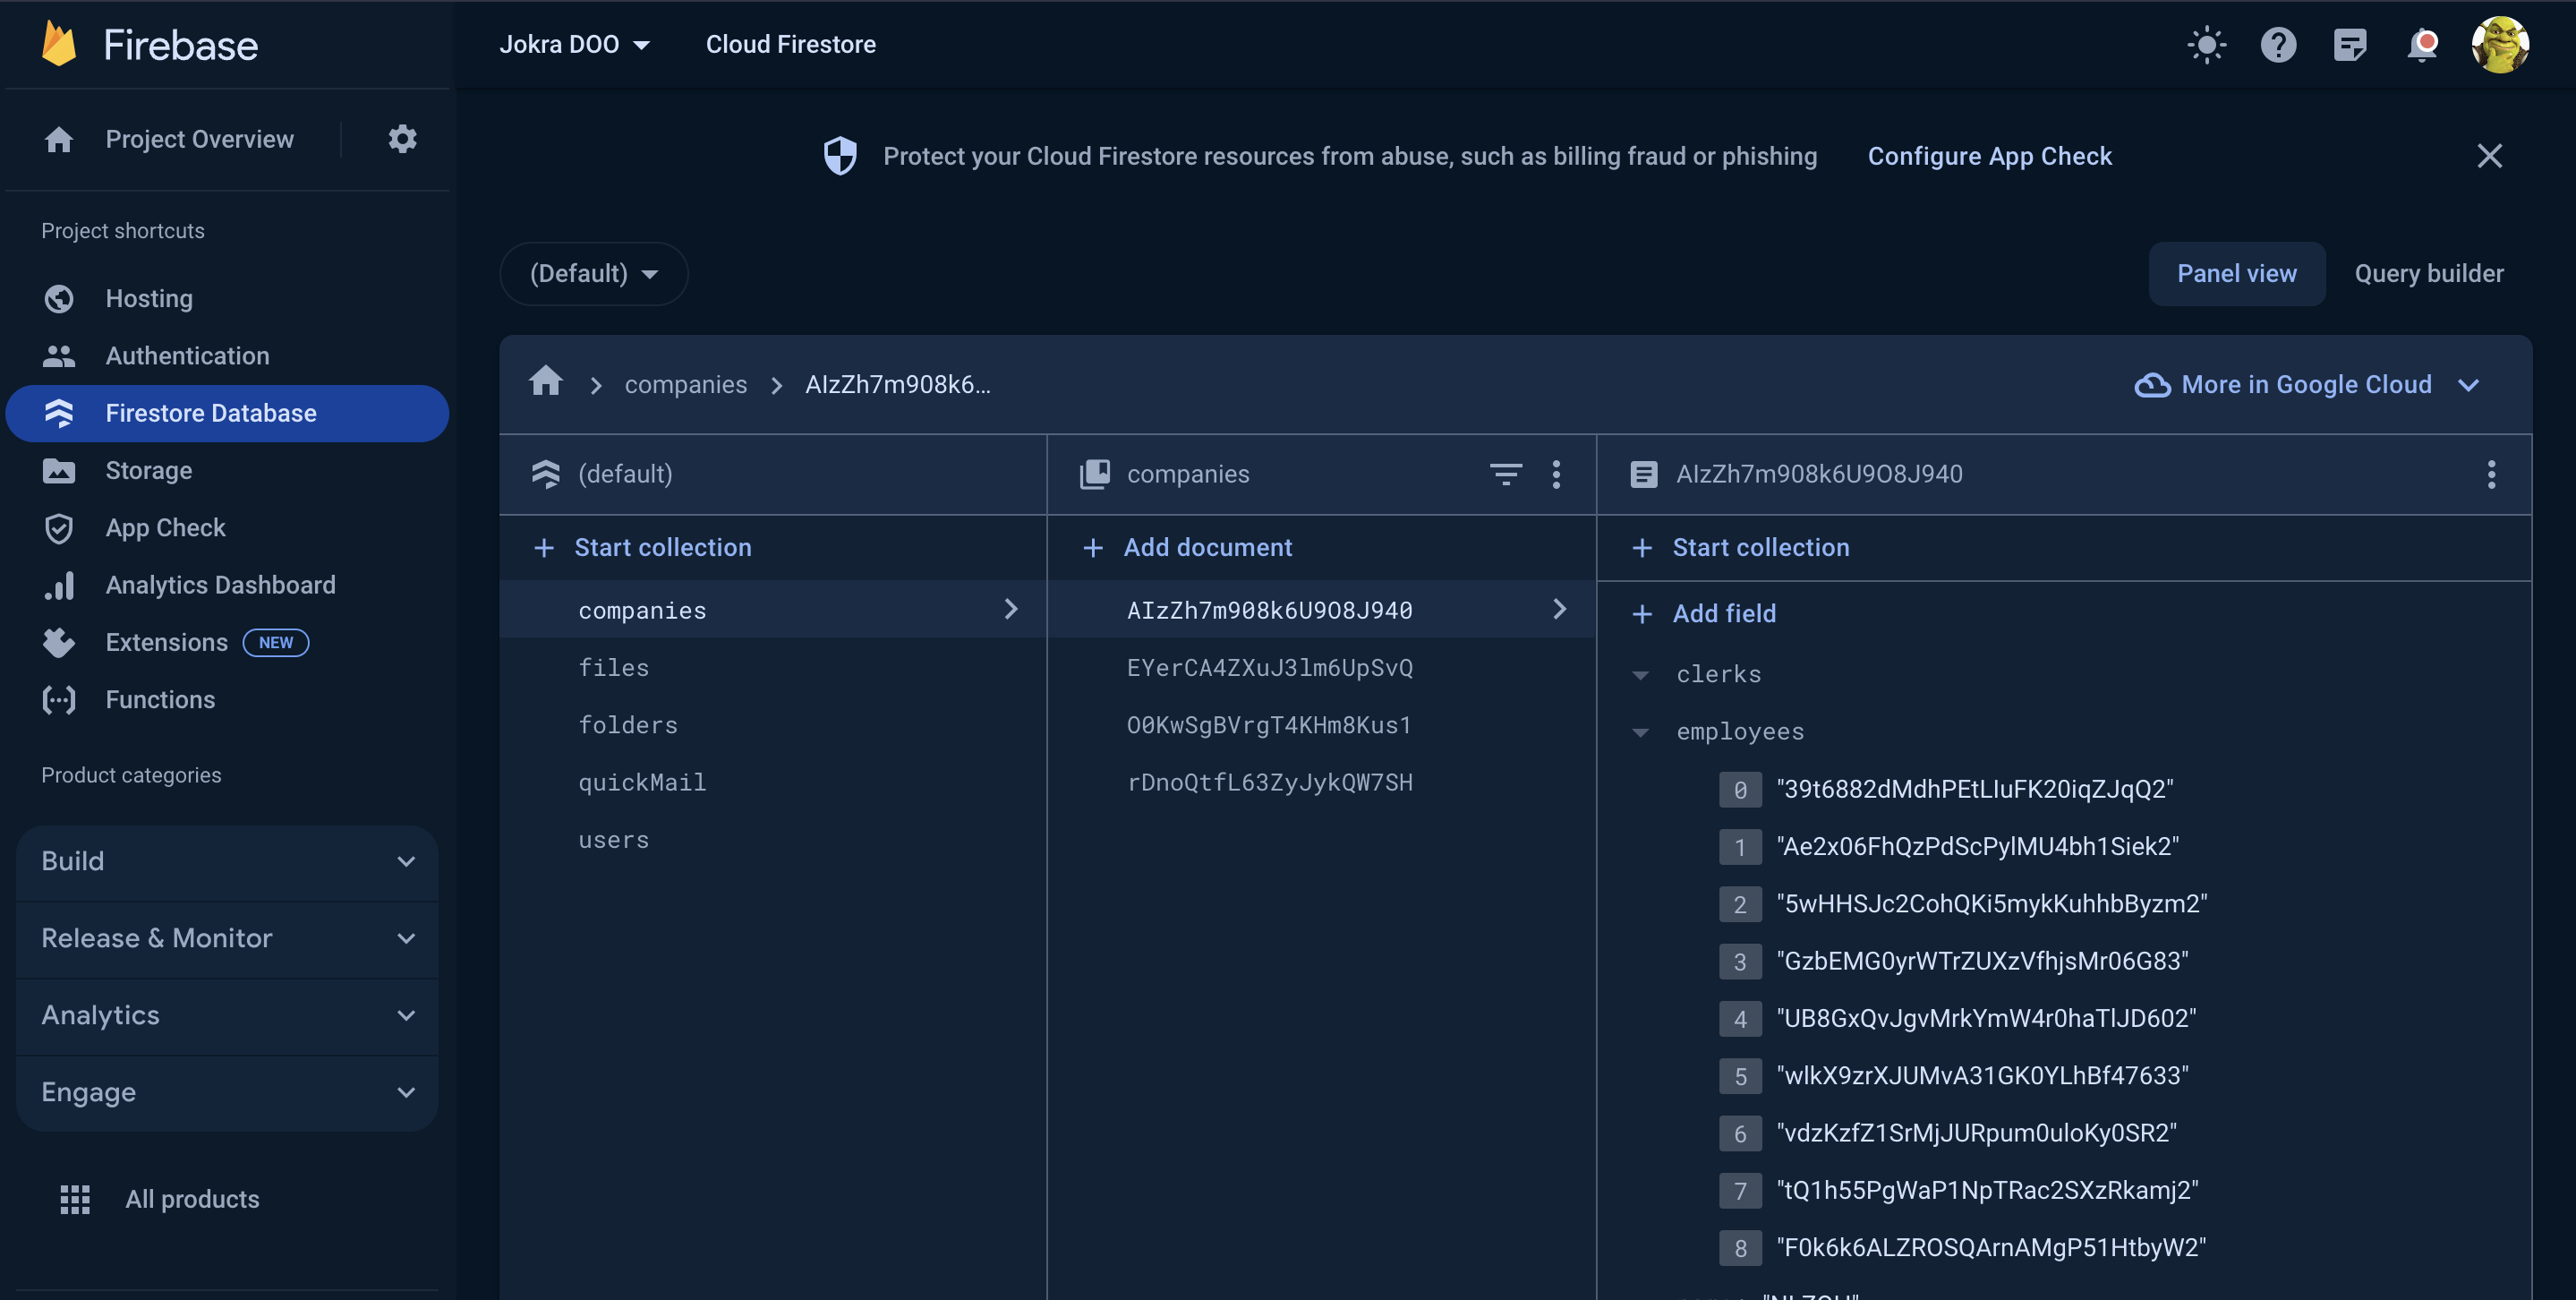 Firebase
Jokra DOO
Cloud Firestore
Project Overview
Protect your Cloud Firestore resources from abuse, such as billing fraud or phishing
Configure App Check
Project shortcuts
Hosting
Authentication
Firestore Database
Storage
App Check
Analytics Dashboard
Extensions NEW
Functions
Product categories
Build
Release & Monitor
Analytics
Engage
All products
(Default)
Panel view
Query builder
companies
AIzZh7m908k6...
More in Google Cloud
(default)
Start collection
companies
files
folders
quickMail
users
companies
Add document
AIzZh7m908k6U9O8J940
EYerCA4ZXuJ3lm6UpSvQ
O0KwSgBVrgT4KHm8Kus1
rDnoQtfL63ZyJykQW7SH
AIzZh7m908k6U9O8J940
Start collection
Add field
clerks
employees
0 "39t6882dMdhPEtLIuFK20iqZJqQ2"
1 "Ae2x06FhQzPdScPylMU4bh1Siek2"
2 "5wHHSJc2CohQKi5mykKuhhbByzm2"
3 "GzbEMG0yrWTrZUXzVfhjsMr06G83"
4 "UB8GxQvJgvMrkYmW4r0haTlJD602"
5 "wlkX9zrXJUMvA31GK0YLhBf47633"
6 "vdzKzfZ1SrMjJURpum0uloKy0SR2"
7 "tQ1h55PgWaP1NpTRac2SXzRkamj2"
8 "F0k6k6ALZROSQArnAMgP51HtbyW2"